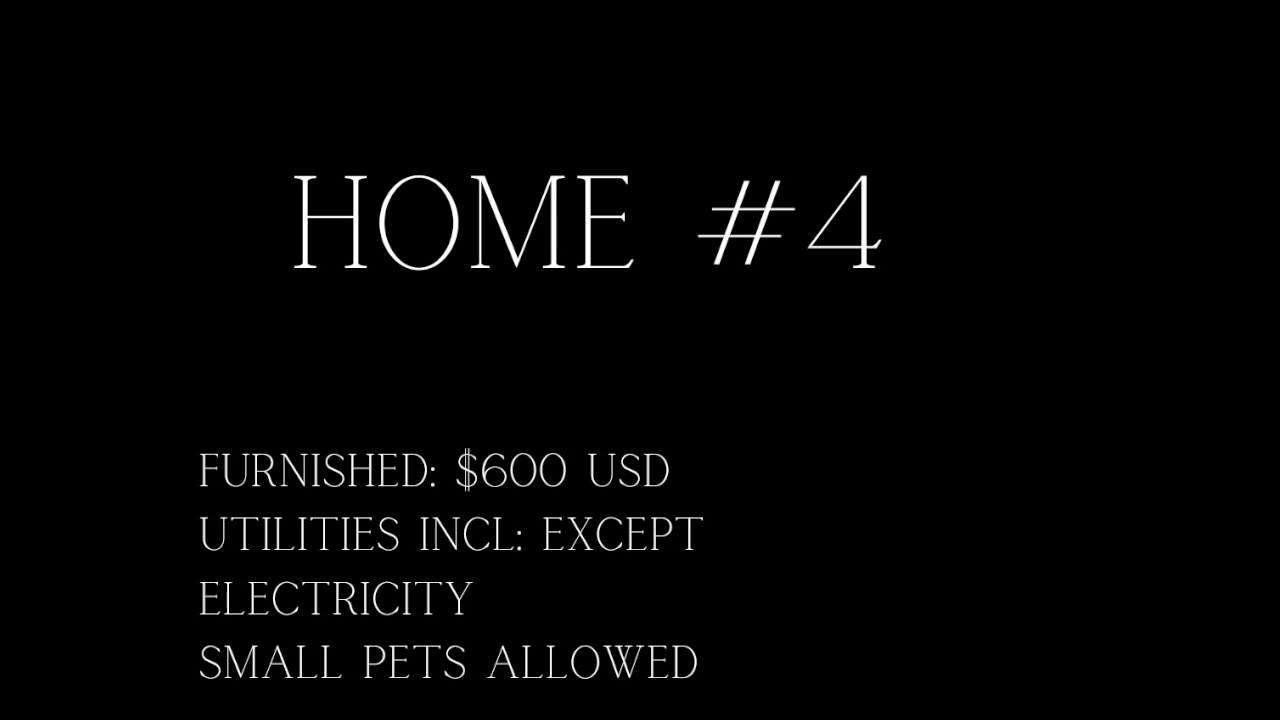 HOME #4
FURNISHED: $600 USD
UTILITIES INCL: EXCEPT
ELECTRICITY
SMALL PETS ALLOWED